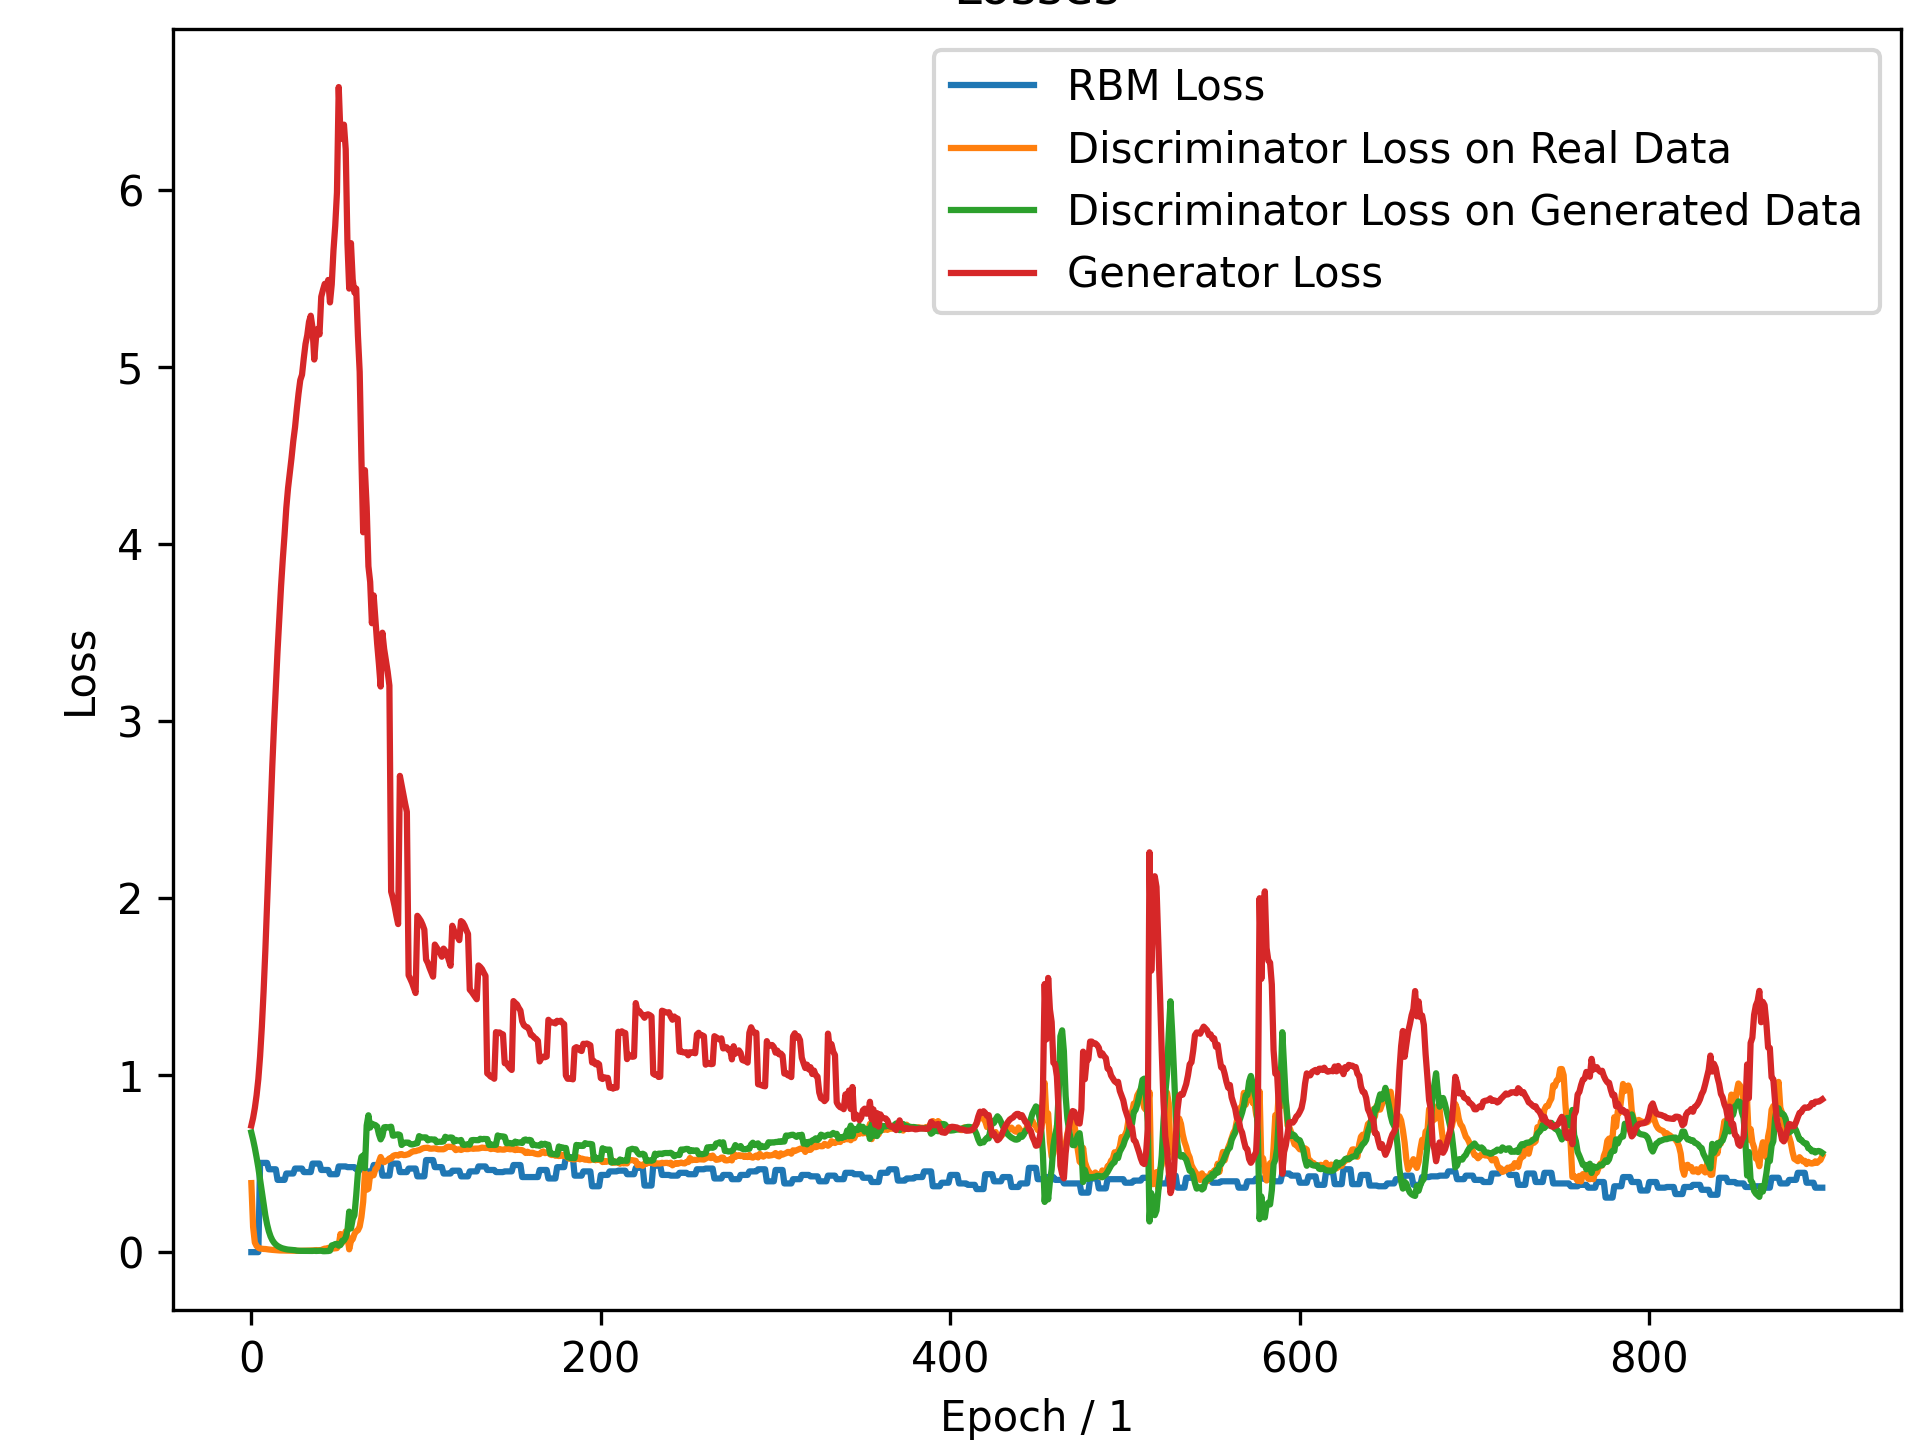 Losses
RBM Loss
Discriminator Loss on Real Data
Discriminator Loss on Generated Data
Generator Loss
Loss
6
5
4
3
2
1
0
0 200 400 600 800
Epoch / 1